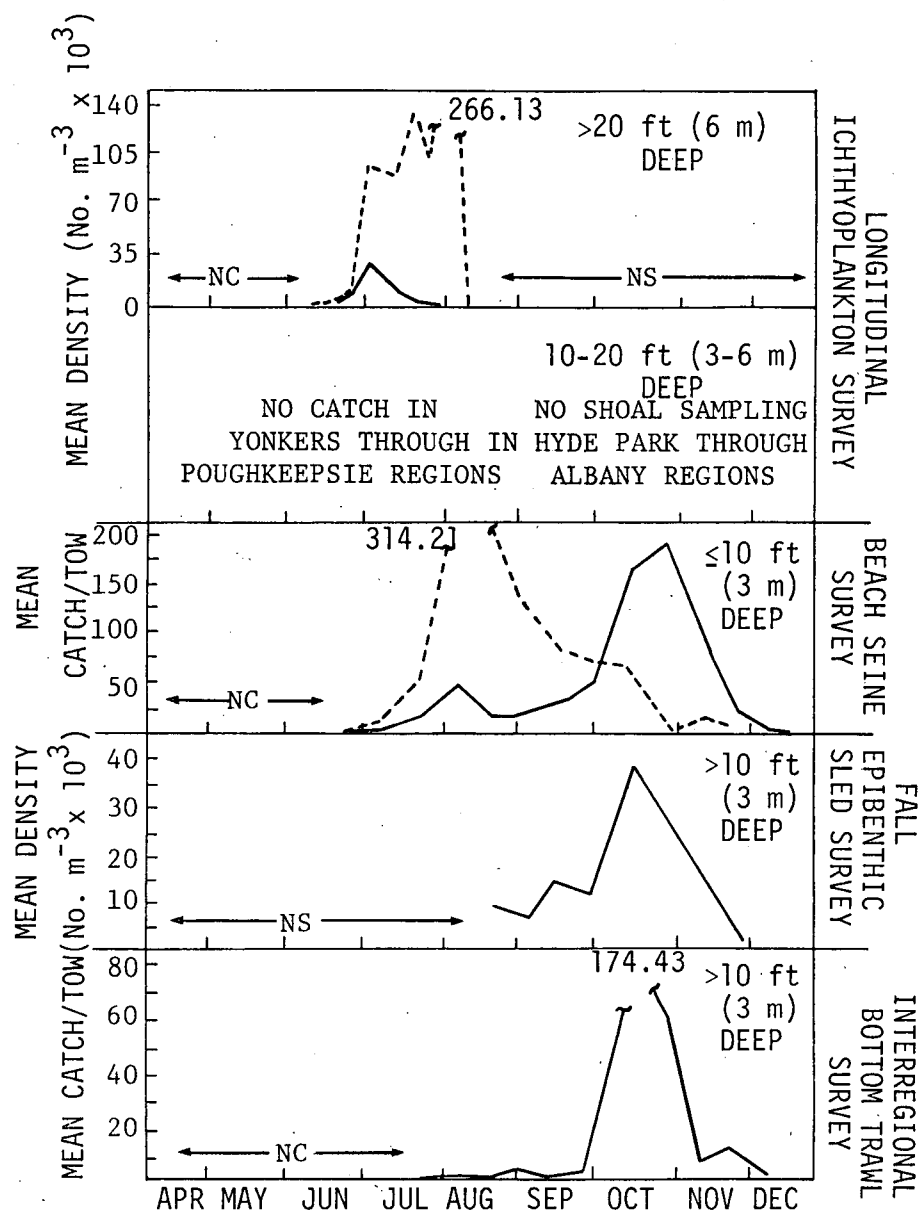 MEAN DENSITY (No. m⁻³ x 10³)
140
105
70
35
0
266.13
>20 ft (6 m)
DEEP
NC
NS
LONGITUDINAL
ICHTHYOPLANKTON SURVEY
10-20 ft (3-6 m)
DEEP
NO CATCH IN
YONKERS THROUGH
POUGHKEEPSIE REGIONS
NO SHOAL SAMPLING
IN HYDE PARK THROUGH
ALBANY REGIONS
MEAN
CATCH/TOW
200
150
100
50
314.21
≤10 ft
(3 m)
DEEP
NC
BEACH SEINE
SURVEY
MEAN DENSITY
(No. m⁻³ x 10³)
40
30
20
10
>10 ft
(3 m)
DEEP
NS
FALL
EPIBENTHIC
SLED SURVEY
MEAN CATCH/TOW
80
60
40
20
174.43
>10 ft
(3 m)
DEEP
NC
INTERREGIONAL
BOTTOM TRAWL
SURVEY
APR MAY JUN JUL AUG SEP OCT NOV DEC